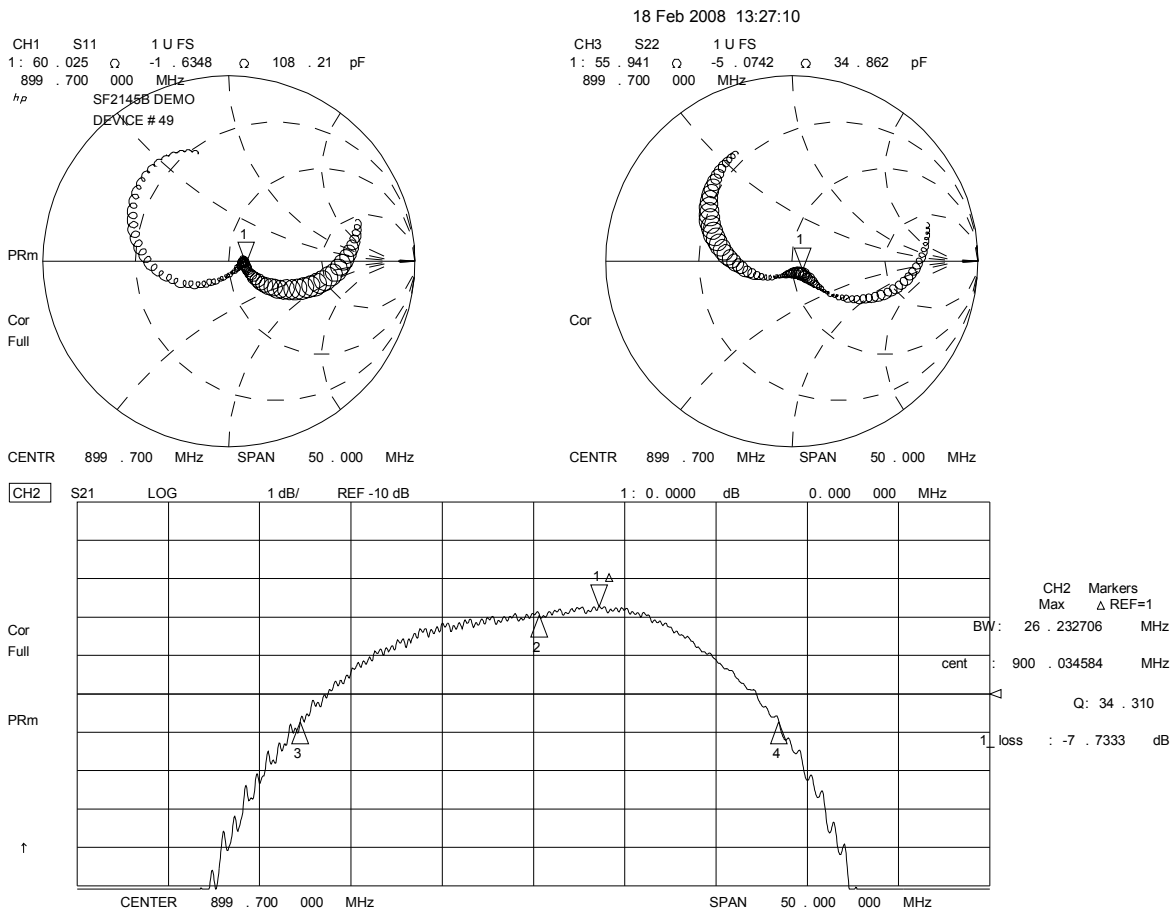 18 Feb 2008 13:27:10
CH1 S11 1 U FS
1 : 60 . 025 Ω -1 . 6348 Ω 108 . 21 pF
899 . 700 000 MHz
hp SF2145B DEMO
DEVICE # 49
1
PRm
Cor
Full
CENTR 899 . 700 MHz SPAN 50 . 000 MHz
CH3 S22 1 U FS
1 : 55 . 941 Ω -5 . 0742 Ω 34 . 862 pF
899 . 700 000 MHz
1
Cor
CENTR 899 . 700 MHz SPAN 50 . 000 MHz
CH2 S21 LOG 1 dB/ REF -10 dB 1 : 0 . 0000 dB 0 . 000 000 MHz
1
2
3
4
Cor
Full
PRm
CH2 Markers
Max Δ REF=1
BW : 26 . 232706 MHz
cent : 900 . 034584 MHz
Q: 34 . 310
1_loss : -7 . 7333 dB
CENTER 899 . 700 000 MHz SPAN 50 . 000 000 MHz